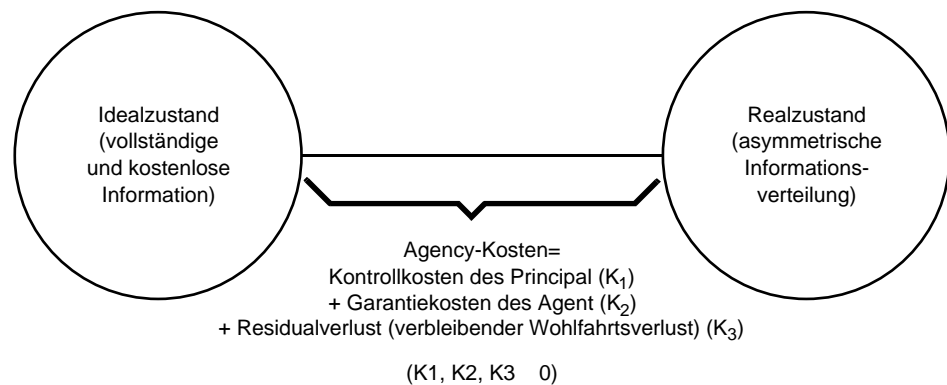 Idealzustand
(vollständige
und kostenlose
Information)
Realzustand
(asymmetrische
Informations-
verteilung)
Agency-Kosten=
Kontrollkosten des Principal (K₁)
+ Garantiekosten des Agent (K₂)
+ Residualverlust (verbleibender Wohlfahrtsverlust) (K₃)
(K1, K2, K3 0)